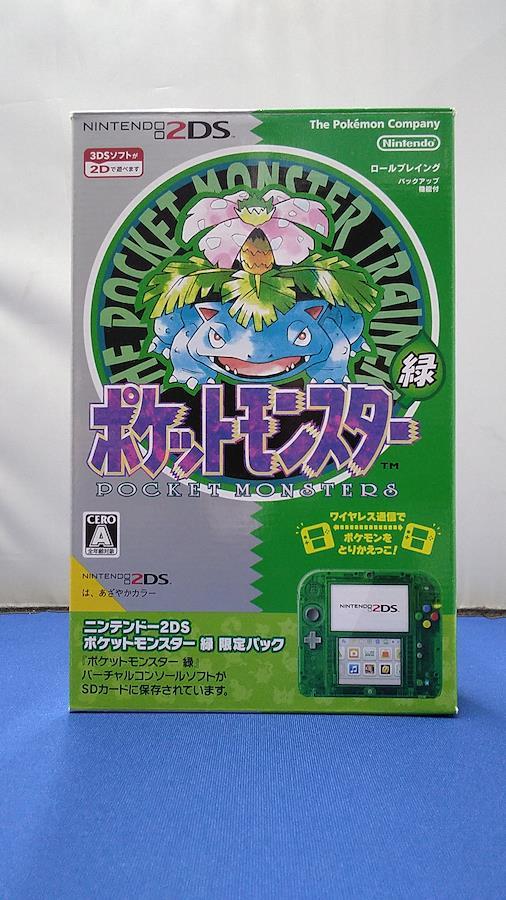 NINTENDO2DS™
The Pokémon Company
Nintendo
3DSソフトが
2Dで遊べます
ロールプレイング
バックアップ
機能付
THE POCKET MONSTER TRAINER
緑
ポケットモンスター
TM
POCKET MONSTERS
CERO
A
全年齢対象
ワイヤレス通信で
ポケモンを
とりかえっこ!
NINTENDO2DS™
は、あざやかカラー
NINTENDO2DS
ニンテンドー2DS
ポケットモンスター 緑 限定パック
『ポケットモンスター 緑』
バーチャルコンソールソフトが
SDカードに保存されています。